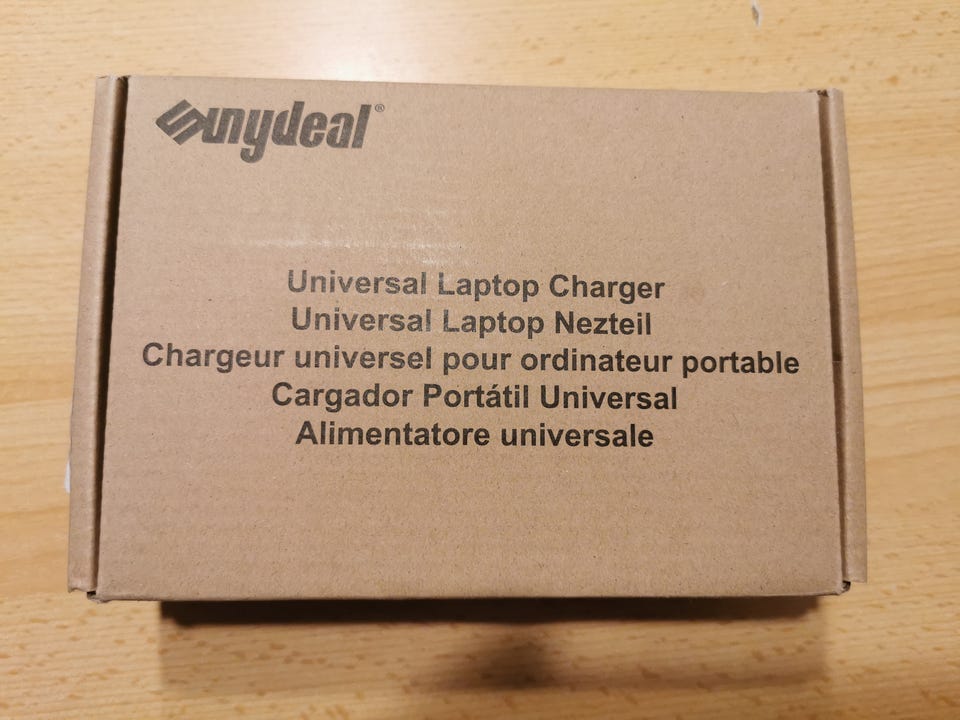 Sunydeal®
Universal Laptop Charger
Universal Laptop Nezteil
Chargeur universel pour ordinateur portable
Cargador Portátil Universal
Alimentatore universale